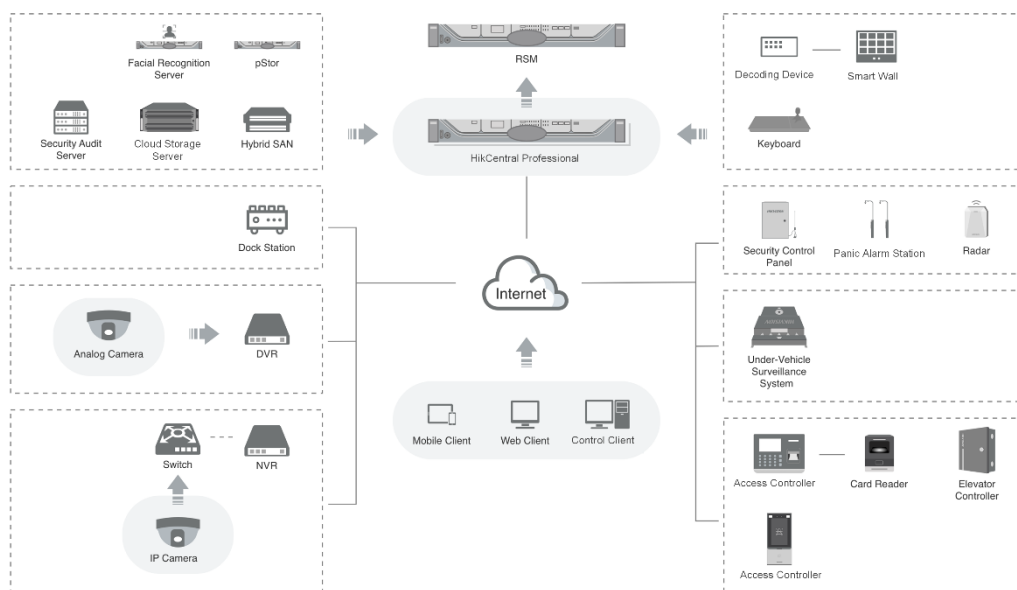 Facial Recognition
Server
pStor
Security Audit
Server
Cloud Storage
Server
Hybrid SAN
RSM
HikCentral Professional
Decoding Device
Smart Wall
Keyboard
Dock Station
Security Control
Panel
Panic Alarm Station
Radar
Internet
Analog Camera
DVR
Under-Vehicle
Surveillance
System
Mobile Client
Web Client
Control Client
Switch
NVR
IP Camera
Access Controller
Card Reader
Elevator
Controller
Access Controller